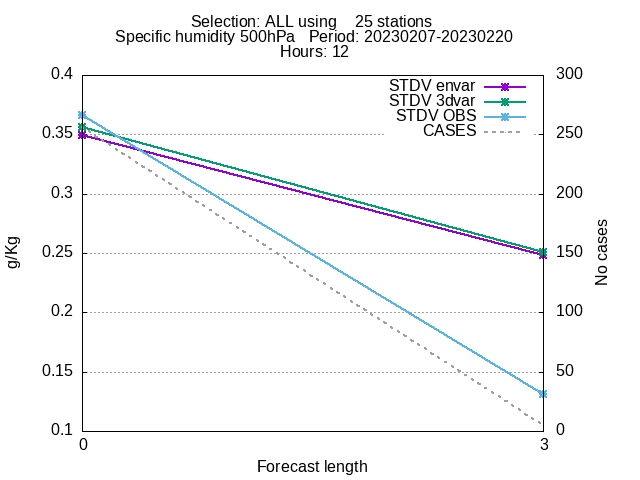 Selection: ALL using    25 stations
Specific humidity 500hPa   Period: 20230207-20230220
Hours: 12
0.4
0.35
0.3
0.25
0.2
0.15
0.1
300
250
200
150
100
50
0
STDV envar
STDV 3dvar
STDV OBS
CASES
g/Kg
No cases
0
3
Forecast length